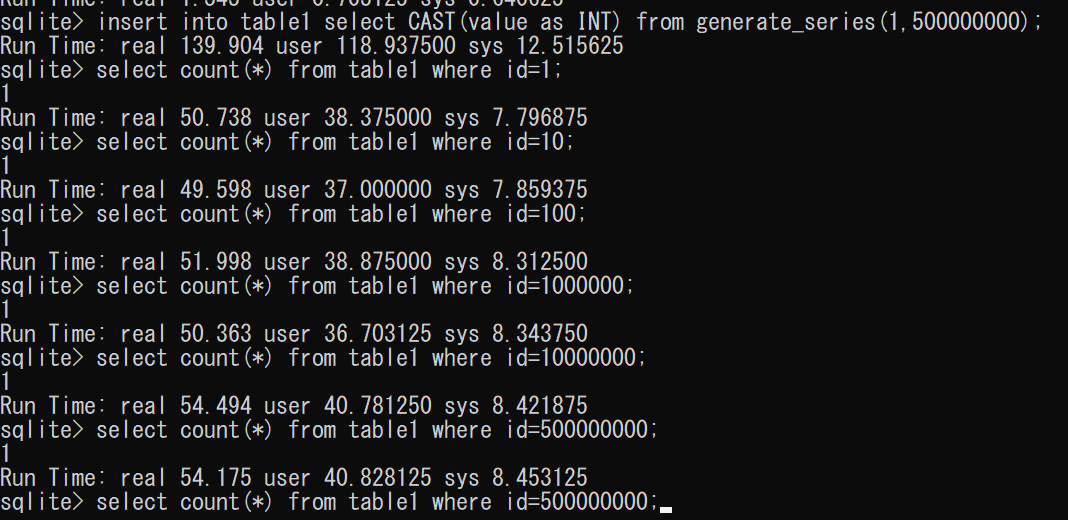 sqlite> insert into table1 select CAST(value as INT) from generate_series(1,500000000);
Run Time: real 139.904 user 118.937500 sys 12.515625
sqlite> select count(*) from table1 where id=1;
1
Run Time: real 50.738 user 38.375000 sys 7.796875
sqlite> select count(*) from table1 where id=10;
1
Run Time: real 49.598 user 37.000000 sys 7.859375
sqlite> select count(*) from table1 where id=100;
1
Run Time: real 51.998 user 38.875000 sys 8.312500
sqlite> select count(*) from table1 where id=1000000;
1
Run Time: real 50.363 user 36.703125 sys 8.343750
sqlite> select count(*) from table1 where id=10000000;
1
Run Time: real 54.494 user 40.781250 sys 8.421875
sqlite> select count(*) from table1 where id=500000000;
1
Run Time: real 54.175 user 40.828125 sys 8.453125
sqlite> select count(*) from table1 where id=500000000;